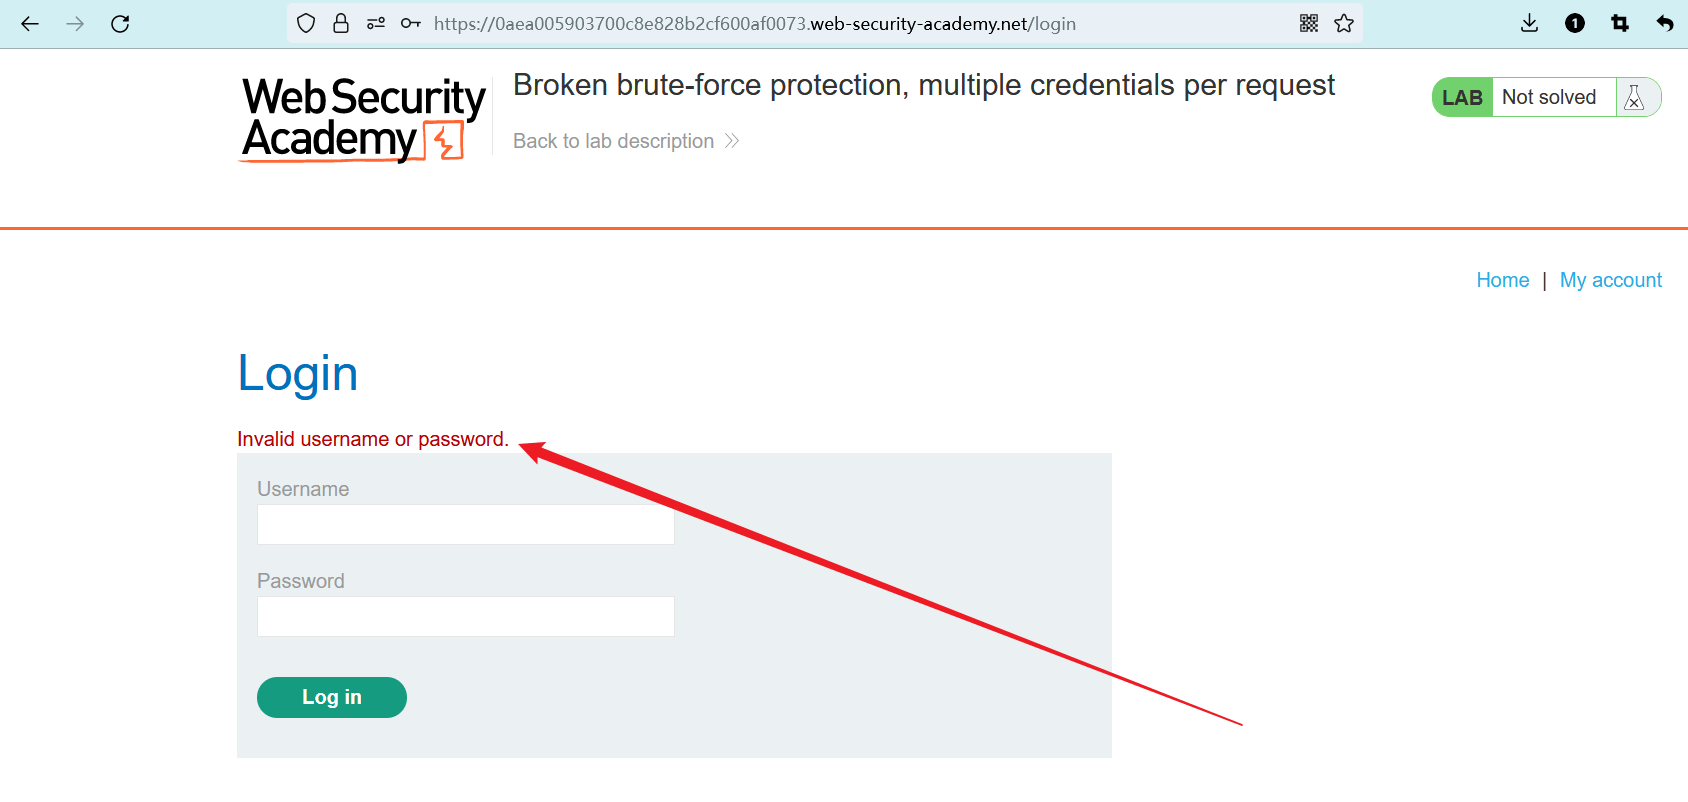 https://0aea005903700c8e828b2cf600af0073.web-security-academy.net/login
1
Web Security
Academy
Broken brute-force protection, multiple credentials per request
Back to lab description
LAB Not solved
Home | My account
Login
Invalid username or password.
Username
Password
Log in